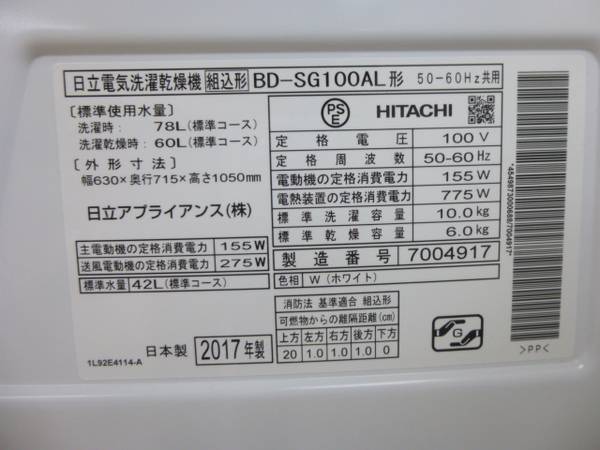 日立電気洗濯乾燥機 組込形 BD-SG100AL形 50-60Hz共用
〔標準使用水量〕
洗濯時： 78L(標準コース)
洗濯乾燥時：60L(標準コース)
〔外形寸法〕
幅630×奥行715×高さ1050mm
日立アプライアンス(株)
主電動機の定格消費電力 155W
送風電動機の定格消費電力 275W
標準水量 42L(標準コース)
日本製 2017年製
1L92E4114-A
PSE HITACHI
定格電圧 100V
定格周波数 50-60Hz
電動機の定格消費電力 155W
電熱装置の定格消費電力 775W
標準洗濯容量 10.0kg
標準乾燥容量 6.0kg
製造番号 7004917
色相 W(ホワイト)
消防法 基準適合 組込形
可燃物からの離隔距離(cm)
上方 左方 右方 前方 後方 下方
20 1.0 1.0 1.0 0
G
*4549873000688/7004917*
>PP<